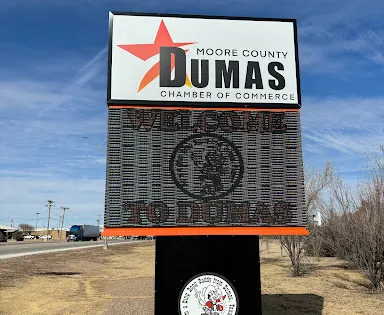 MOORE COUNTY
DUMAS
CHAMBER OF COMMERCE
WELCOME
TO DUMAS